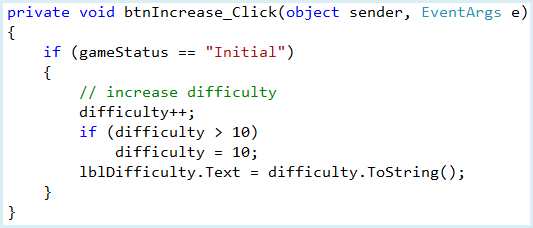 private void btnIncrease_Click(object sender, EventArgs e)
{
    if (gameStatus == "Initial")
    {
        // increase difficulty
        difficulty++;
        if (difficulty > 10)
            difficulty = 10;
        lblDifficulty.Text = difficulty.ToString();
    }
}